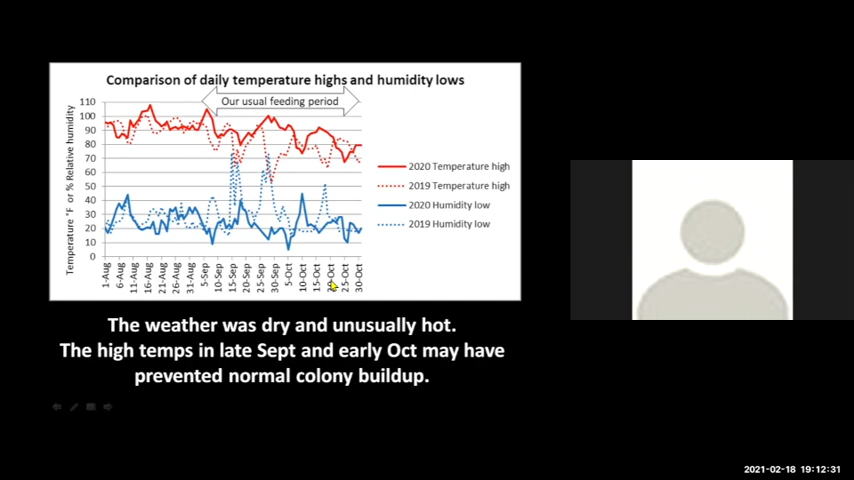 Comparison of daily temperature highs and humidity lows
Our usual feeding period
Temperature °F or % Relative humidity
110
100
90
80
70
60
50
40
30
20
10
0
1-Aug
6-Aug
11-Aug
16-Aug
21-Aug
26-Aug
31-Aug
5-Sep
10-Sep
15-Sep
20-Sep
25-Sep
30-Sep
5-Oct
10-Oct
15-Oct
20-Oct
25-Oct
30-Oct
2020 Temperature high
2019 Temperature high
2020 Humidity low
2019 Humidity low
The weather was dry and unusually hot.
The high temps in late Sept and early Oct may have
prevented normal colony buildup.
2021-02-18 19:12:31